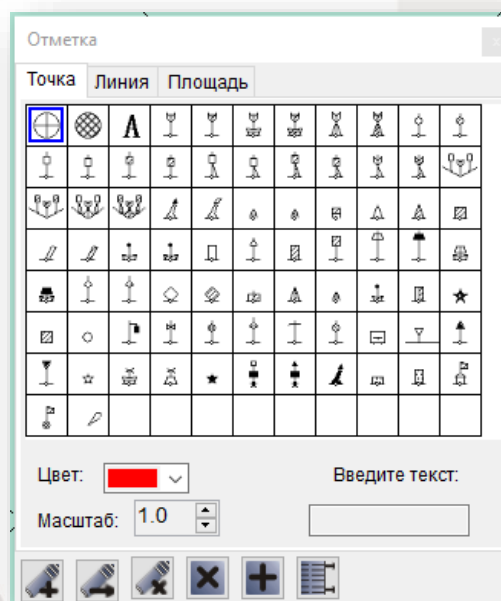 Отметка
Точка Линия Площадь
Цвет: Введите текст:
Масштаб: 1.0